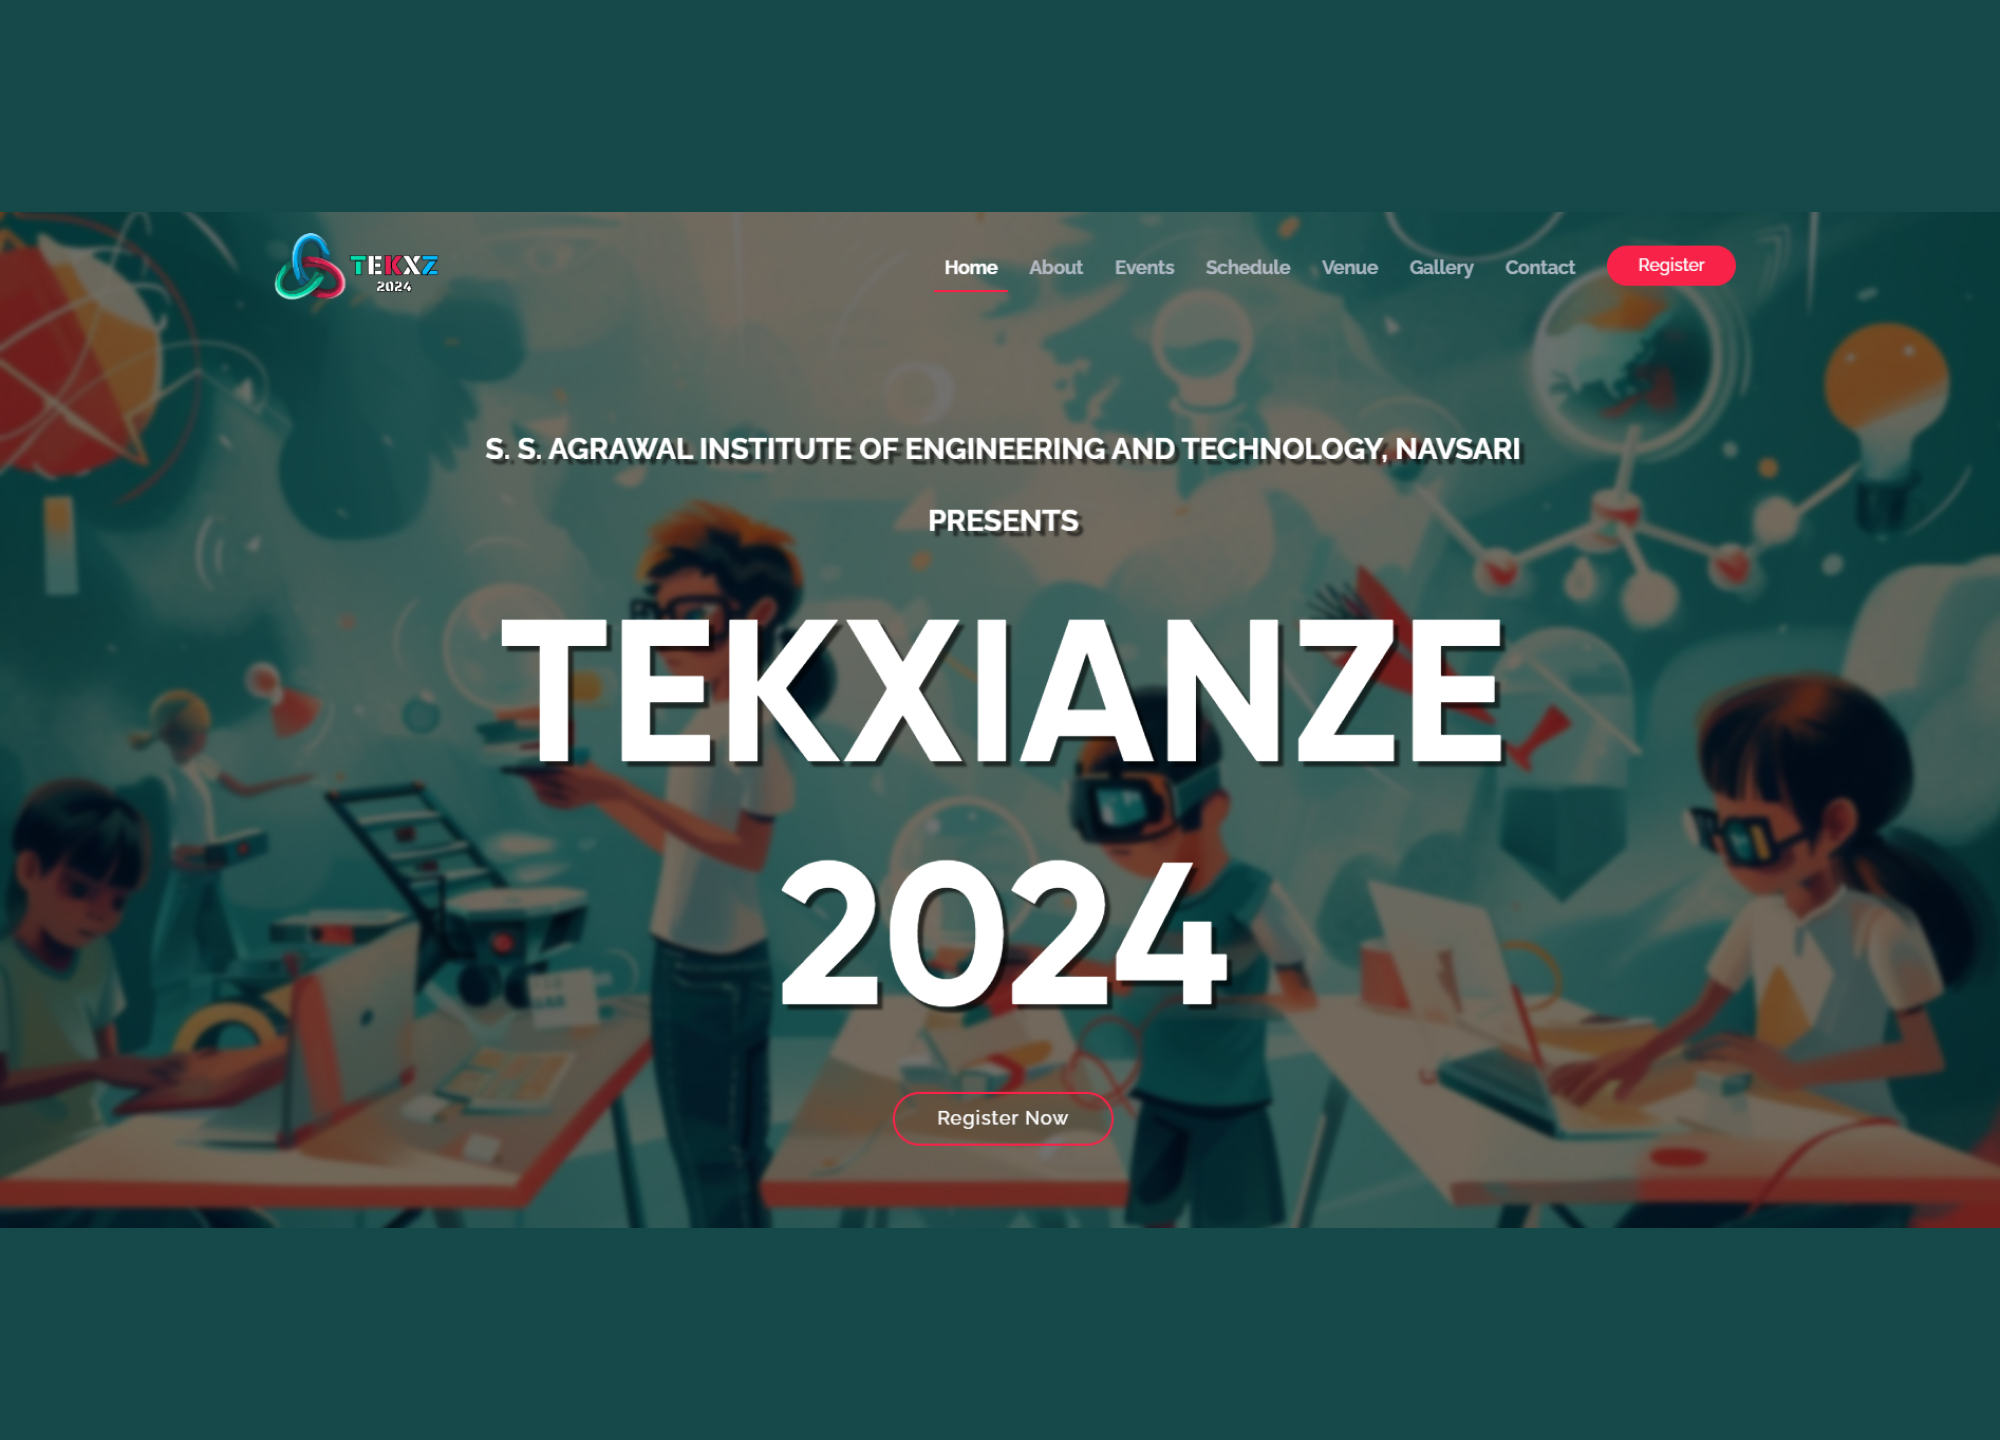 TEKXZ
2024
Home About Events Schedule Venue Gallery Contact Register
S. S. AGRAWAL INSTITUTE OF ENGINEERING AND TECHNOLOGY, NAVSARI
PRESENTS
TEKXIANZE
2024
Register Now